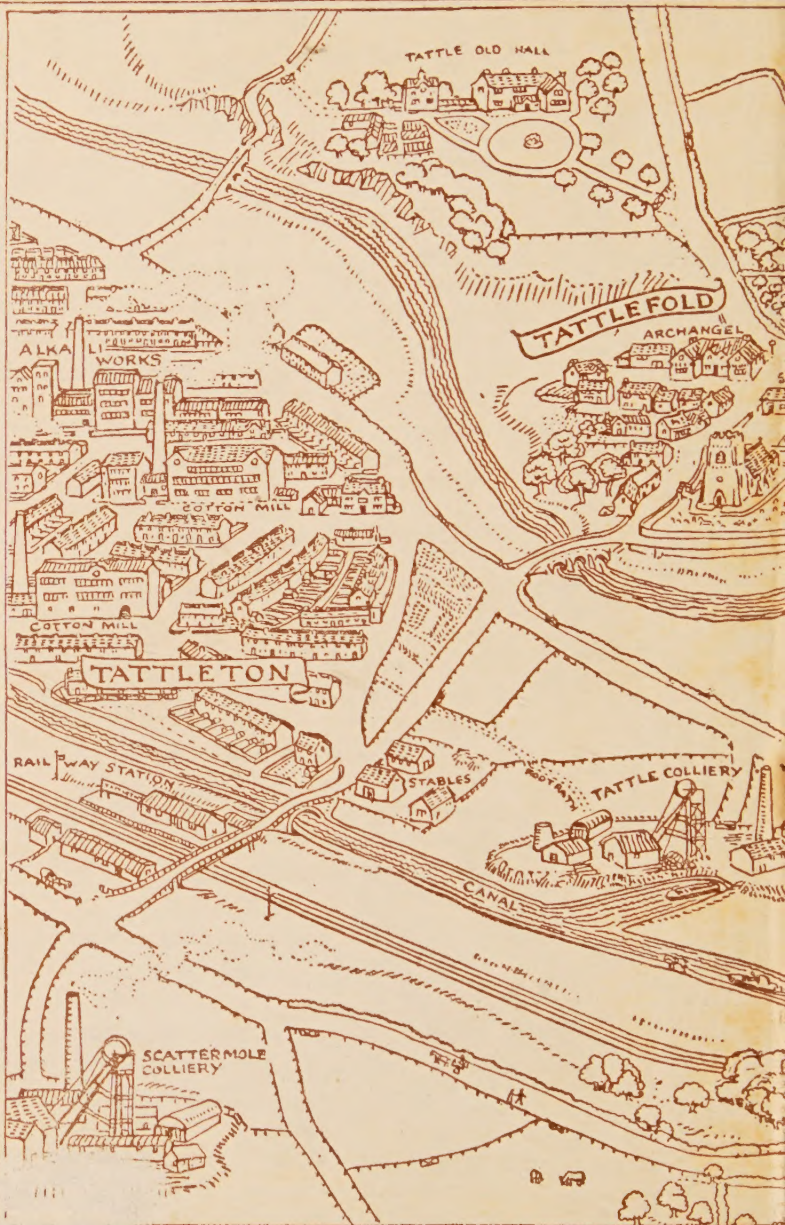 TATTLE OLD HALL
TATTLEFOLD
ARCHANGEL
S
ALKALI
WORKS
COTTON MILL
COTTON MILL
TATTLETON
RAILWAY STATION
STABLES
FOOTPATH
TATTLE COLLIERY
CANAL
SCATTERMOLE
COLLIERY